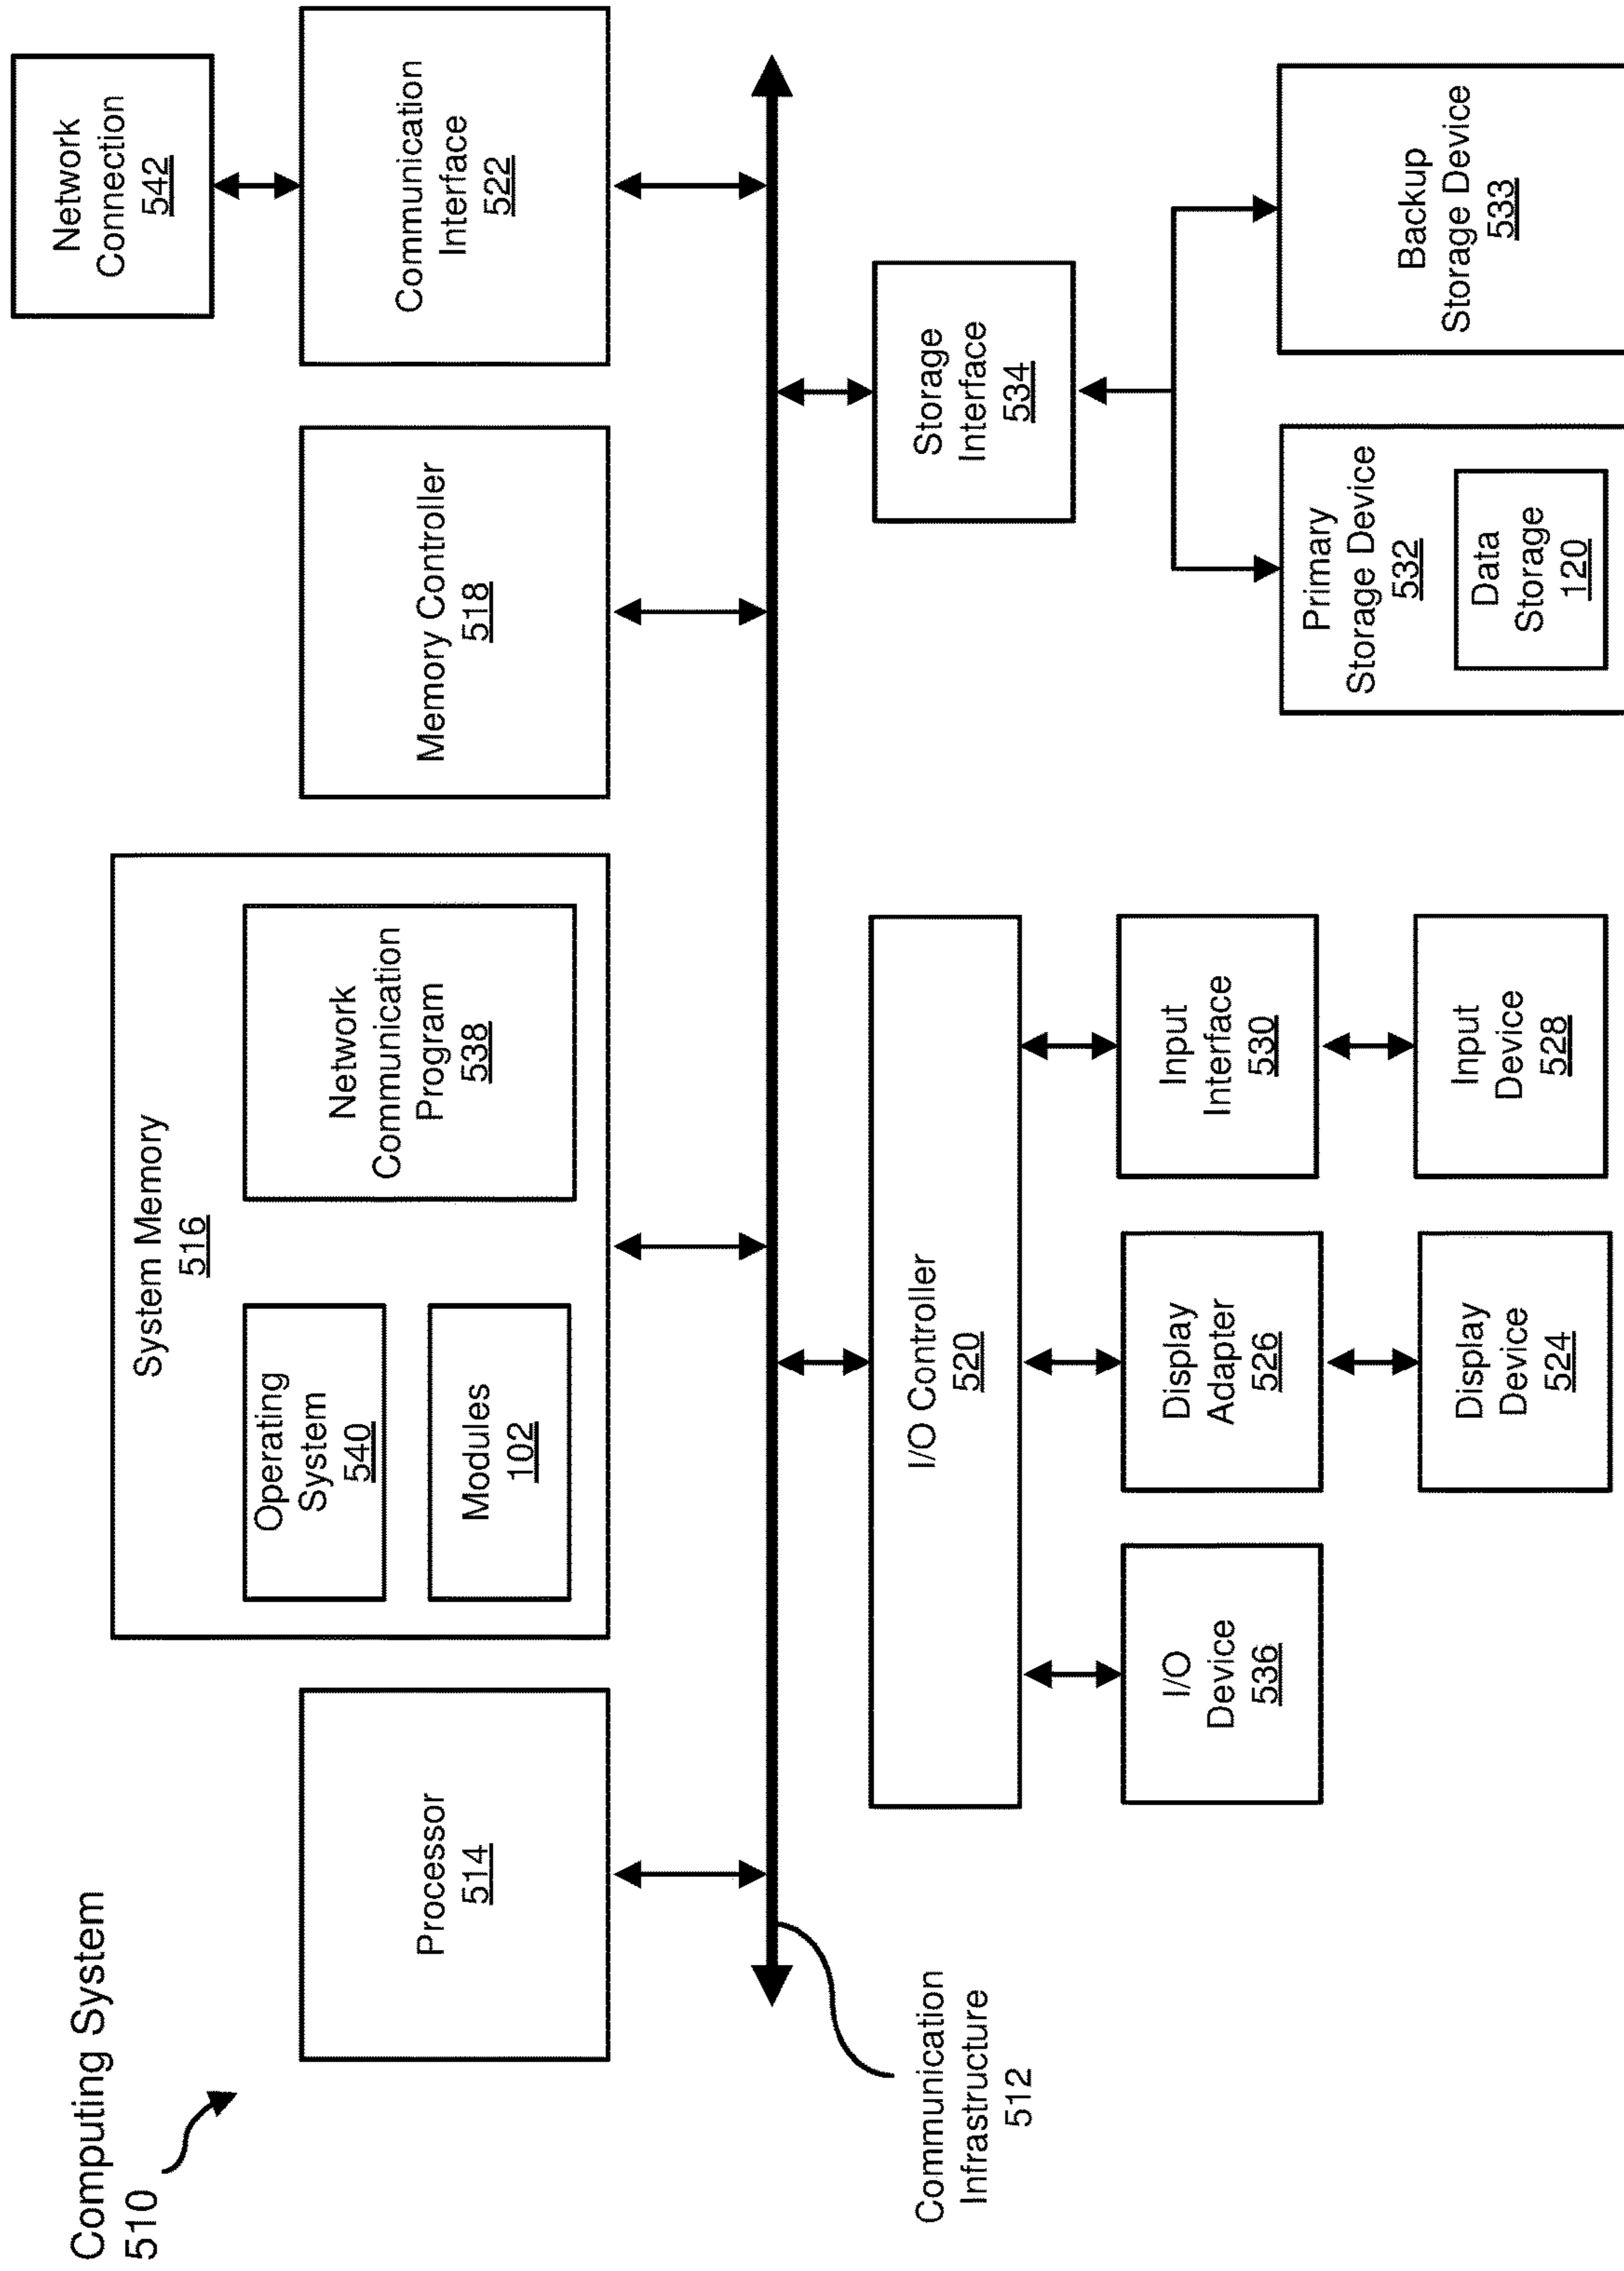 Computing System
510
Processor
514
System Memory
516
Operating
System
540
Modules
102
Network
Communication
Program
538
Memory Controller
518
Network
Connection
542
Communication
Interface
522
Communication
Infrastructure
512
I/O Controller
520
I/O
Device
536
Display
Adapter
526
Display
Device
524
Input
Interface
530
Input
Device
528
Storage
Interface
534
Primary
Storage Device
532
Data
Storage
120
Backup
Storage Device
533